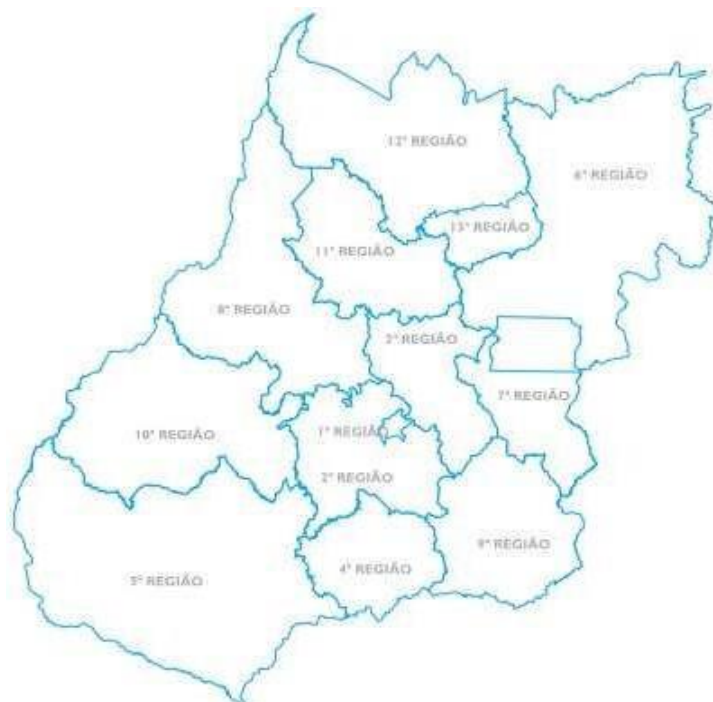 12ª REGIÃO
6ª REGIÃO
13ª REGIÃO
11ª REGIÃO
8ª REGIÃO
3ª REGIÃO
7ª REGIÃO
1ª REGIÃO
10ª REGIÃO
2ª REGIÃO
9ª REGIÃO
4ª REGIÃO
5ª REGIÃO